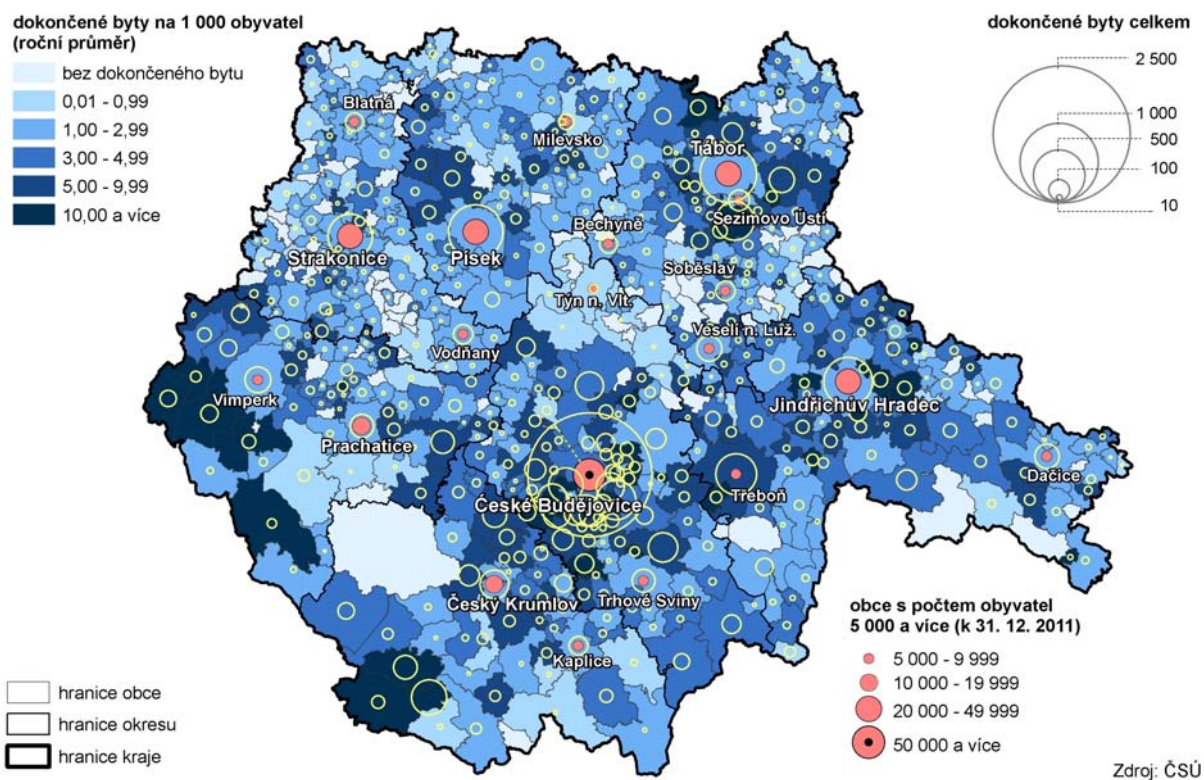 dokončené byty na 1 000 obyvatel
(roční průměr)
bez dokončeného bytu
0,01 - 0,99
1,00 - 2,99
3,00 - 4,99
5,00 - 9,99
10,00 a více
dokončené byty celkem
2 500
1 000
500
100
10
Blatná
Milevsko
Tábor
Sezimovo Ústí
Bechyně
Strakonice
Písek
Soběslav
Týn n. Vlt.
Veselí n. Luž.
Vodňany
Vimperk
Jindřichův Hradec
Prachatice
Dačice
Třeboň
České Budějovice
Český Krumlov
Trhové Sviny
Kaplice
obce s počtem obyvatel
5 000 a více (k 31. 12. 2011)
5 000 - 9 999
10 000 - 19 999
20 000 - 49 999
50 000 a více
hranice obce
hranice okresu
hranice kraje
Zdroj: ČSÚ